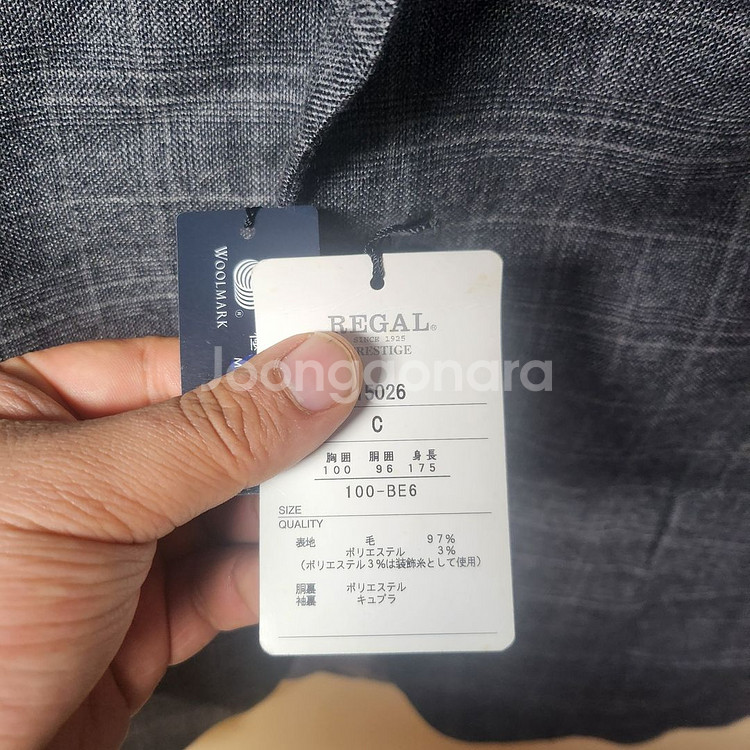 WOOLMARK
REGAL®
SINCE 1925
RESTIGE
Joonggonara
5026
C
胸囲 胴囲 身長
100 96 175
100-BE6
SIZE
QUALITY
表地 毛 97%
ポリエステル 3%
(ポリエステル3%は装飾糸として使用)
胴裏 ポリエステル
袖裏 キュプラ